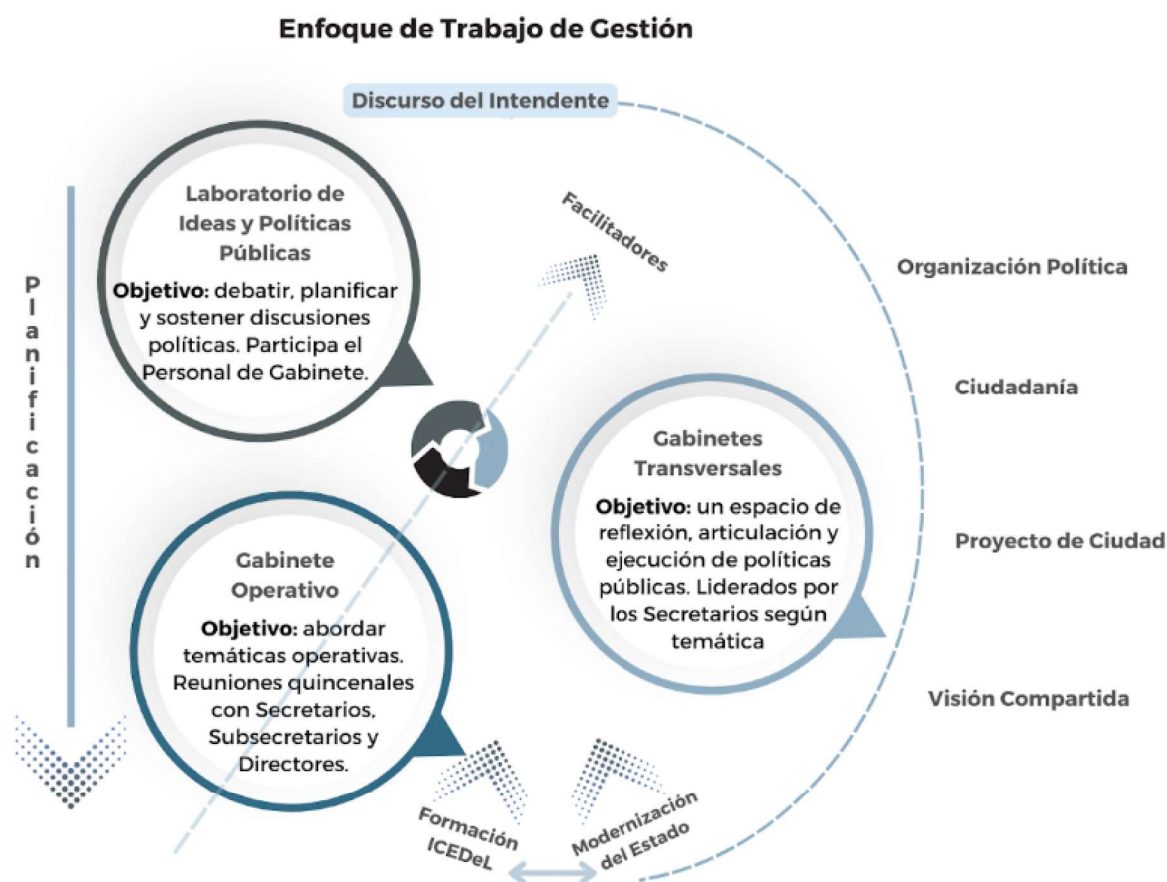 Enfoque de Trabajo de Gestión
Discurso del Intendente
Laboratorio de
Ideas y Políticas
Públicas
Objetivo: debatir, planificar
y sostener discusiones
políticas. Participa el
Personal de Gabinete.
Planificación
Facilitadores
Organización Política
Ciudadanía
Proyecto de Ciudad
Visión Compartida
Gabinetes
Transversales
Objetivo: un espacio de
reflexión, articulación y
ejecución de políticas
públicas. Liderados por
los Secretarios según
temática
Gabinete
Operativo
Objetivo: abordar
temáticas operativas.
Reuniones quincenales
con Secretarios,
Subsecretarios y
Directores.
Formación
ICEDeL
Modernización
del Estado